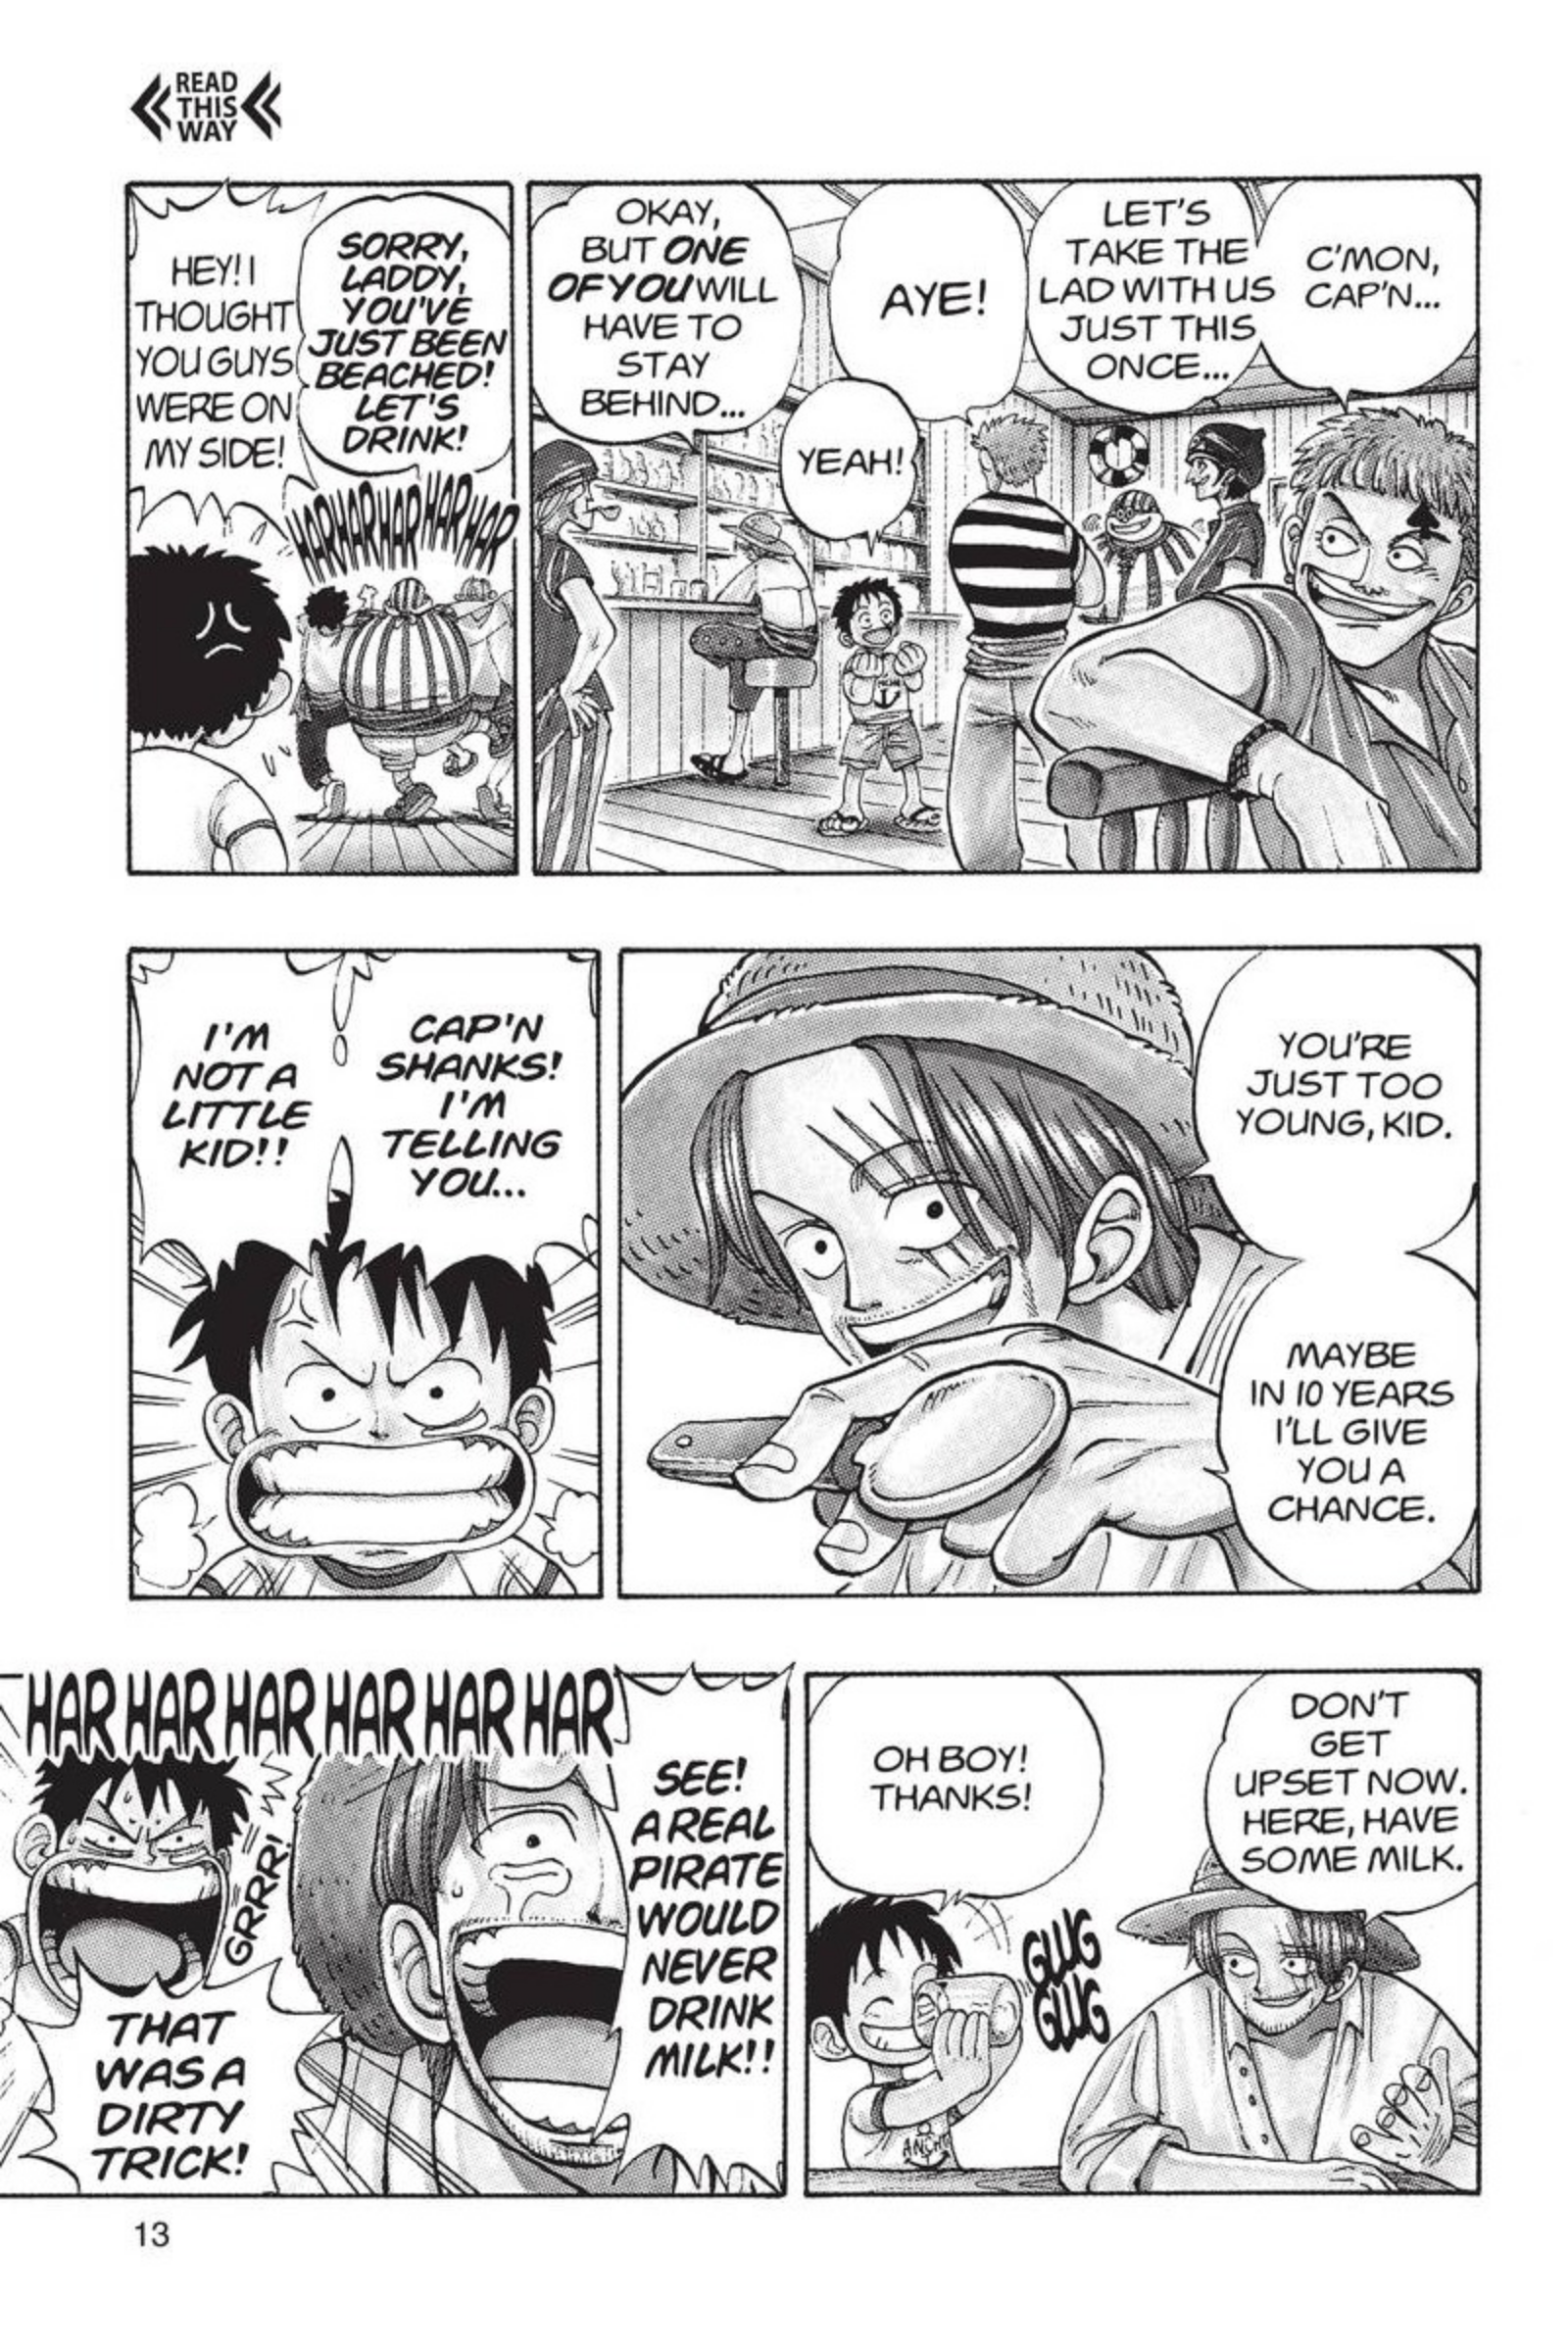 READ
THIS
WAY
C'MON,
CAP'N...
LET'S
TAKE THE
LAD WITH US
JUST THIS
ONCE...
AYE!
YEAH!
OKAY,
BUT ONE
OF YOU WILL
HAVE TO
STAY
BEHIND...
SORRY,
LADDY,
YOU'VE
JUST BEEN
BEACHED!
LET'S
DRINK!
HARHARHARHARHAR
HEY! I
THOUGHT
YOU GUYS
WERE ON
MY SIDE!
YOU'RE
JUST TOO
YOUNG, KID.
MAYBE
IN 10 YEARS
I'LL GIVE
YOU A
CHANCE.
CAP'N
SHANKS!
I'M
TELLING
YOU...
I'M
NOT A
LITTLE
KID!!
DON'T
GET
UPSET NOW.
HERE, HAVE
SOME MILK.
OH BOY!
THANKS!
GLUG
GLUG
ANCH
SEE!
A REAL
PIRATE
WOULD
NEVER
DRINK
MILK!!
HAR HAR HAR HAR HAR HAR
GRRR!
THAT
WAS A
DIRTY
TRICK!
13